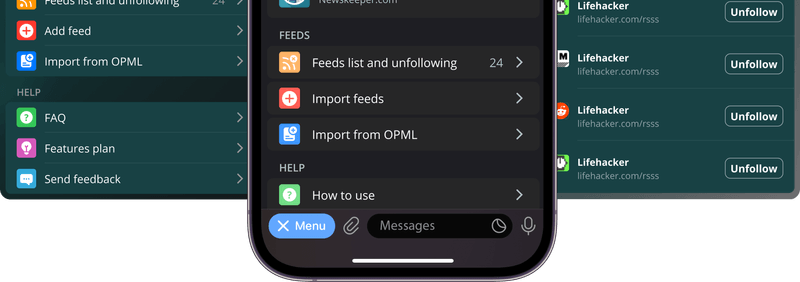 Feeds list and unfollowing 24
Add feed
Import from OPML
HELP
FAQ
Features plan
Send feedback
Newskeeper.com
FEEDS
Feeds list and unfollowing 24
Import feeds
Import from OPML
HELP
How to use
Menu
Messages
Lifehacker
lifehacker.com/rsss
Unfollow
Lifehacker
lifehacker.com/rsss
Unfollow
Lifehacker
lifehacker.com/rsss
Unfollow
Lifehacker
lifehacker.com/rsss
Unfollow